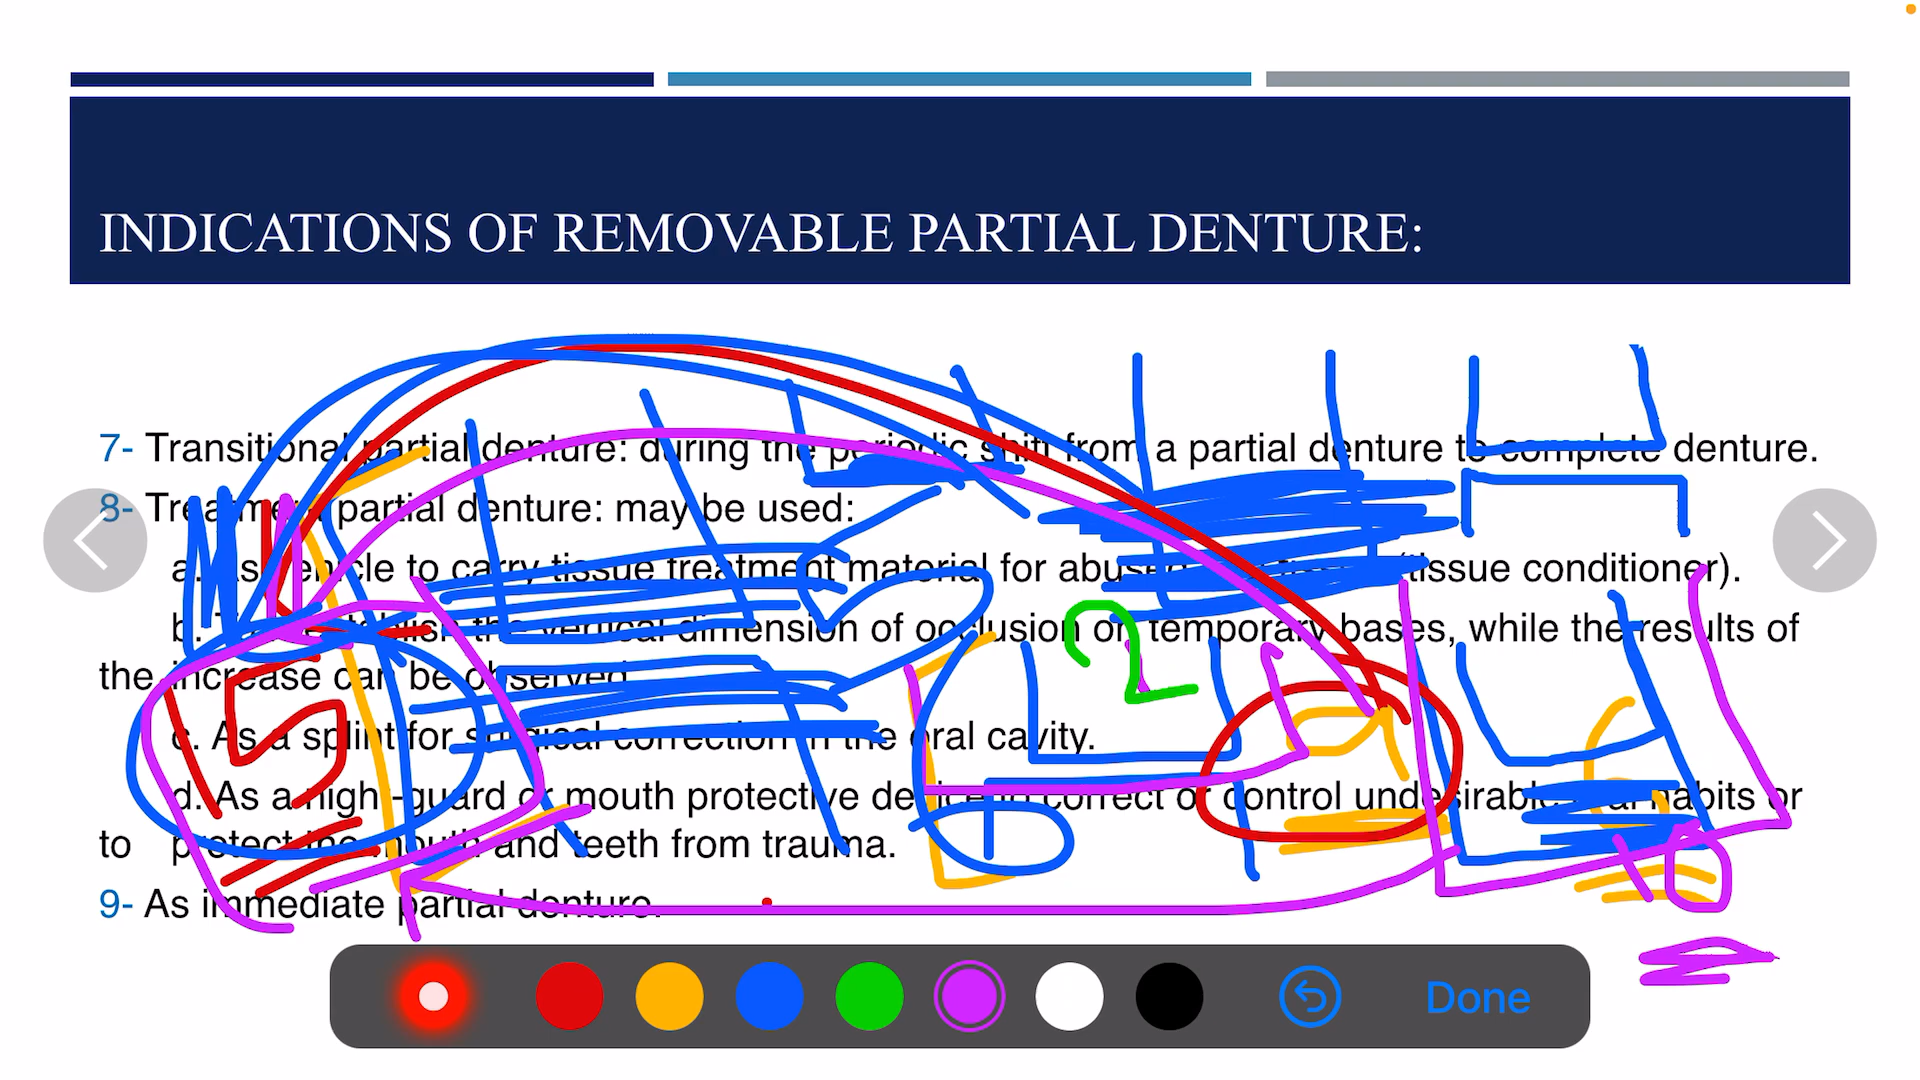 INDICATIONS OF REMOVABLE PARTIAL DENTURE:
7- Transitional partial denture: during the periodic shift from a partial denture to complete denture.
8- Treatment partial denture: may be used:
a. As vehicle to carry tissue treatment material for abused (tissue conditioner).
b. the vertical dimension of occlusion on temporary bases, while the results of
the increase can be observed
c. As a splint for surgical correction in the oral cavity.
d. As a night-guard or mouth protective device to correct or control undesirable oral habits or
to protect the mouth and teeth from trauma.
9- As immediate partial denture.
2
Done